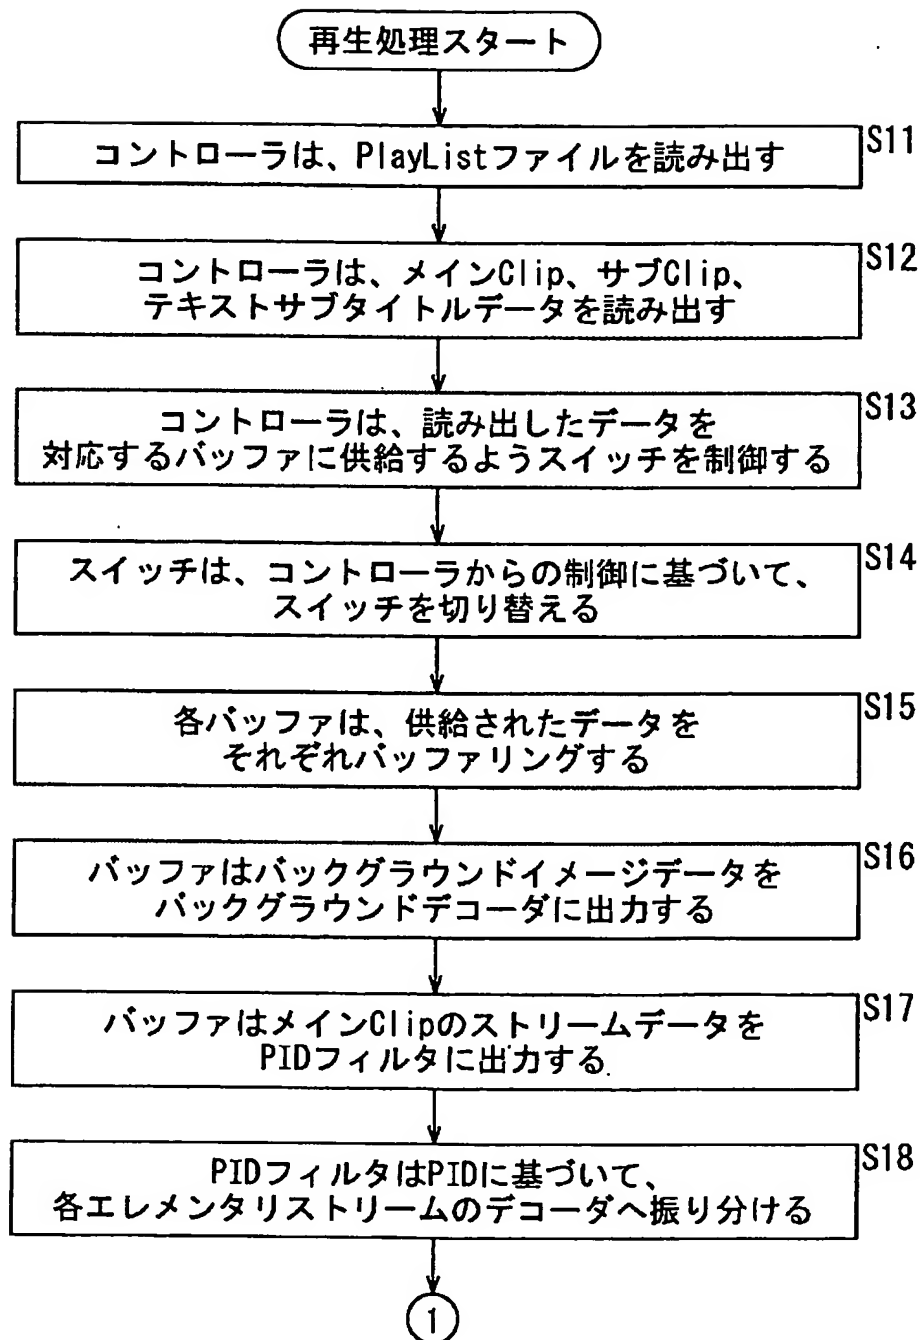 再生処理スタート
コントローラは、PlayListファイルを読み出す
S11
コントローラは、メインClip、サブClip、
テキストサブタイトルデータを読み出す
S12
コントローラは、読み出したデータを
対応するバッファに供給するようスイッチを制御する
S13
スイッチは、コントローラからの制御に基づいて、
スイッチを切り替える
S14
各バッファは、供給されたデータを
それぞれバッファリングする
S15
バッファはバックグラウンドイメージデータを
バックグラウンドデコーダに出力する
S16
バッファはメインClipのストリームデータを
PIDフィルタに出力する
S17
PIDフィルタはPIDに基づいて、
各エレメンタリストリームのデコーダへ振り分ける
S18
1